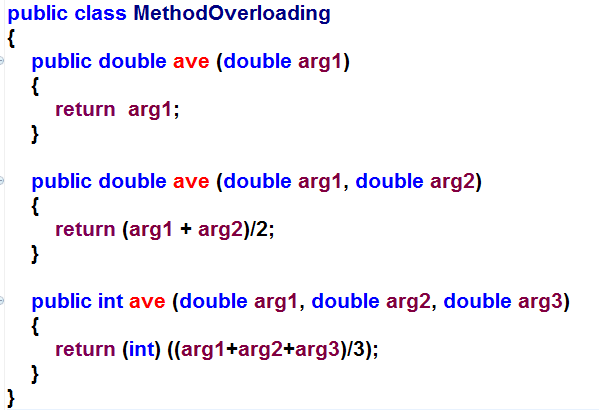 public class MethodOverloading
{
public double ave (double arg1)
{
return  arg1;
}
public double ave (double arg1, double arg2)
{
return (arg1 + arg2)/2;
}
public int ave (double arg1, double arg2, double arg3)
{
return (int) ((arg1+arg2+arg3)/3);
}
}